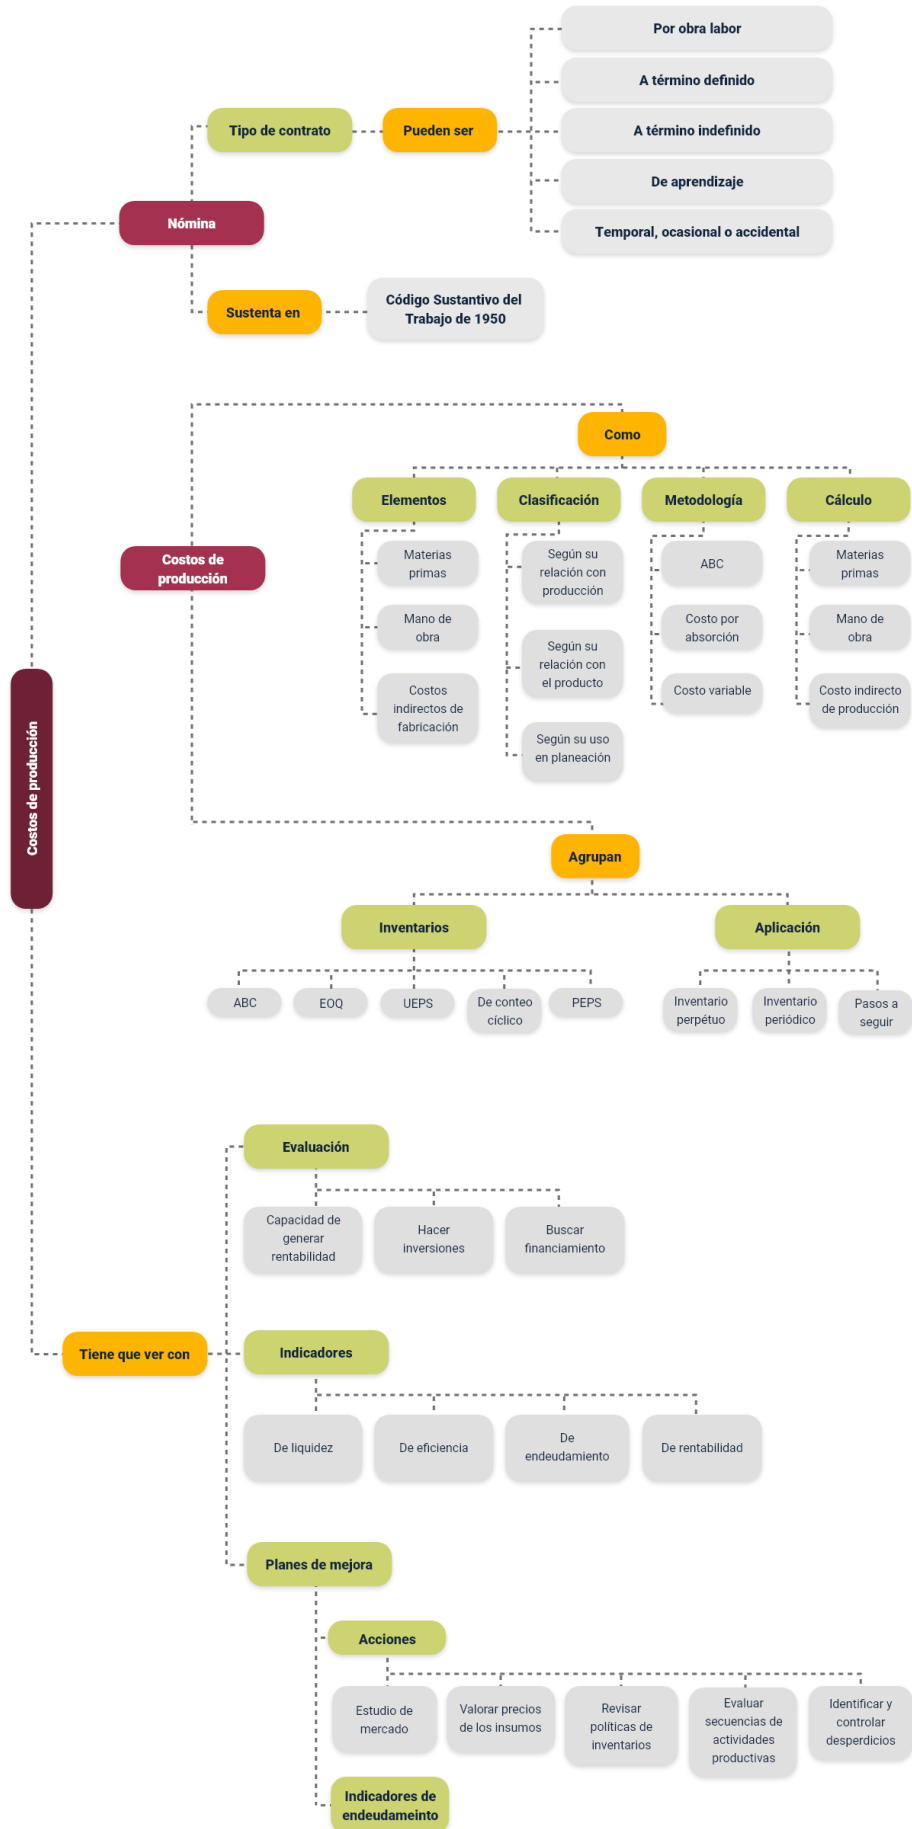 Por obra labor
A término definido
Tipo de contrato
Pueden ser
A término indefinido
De aprendizaje
Nómina
Temporal, ocasional o accidental
Sustenta en
Código Sustantivo del
Trabajo de 1950
Como
Elementos
Clasificación
Metodología
Cálculo
Costos de
producción
Materias
primas
Mano de
obra
Costos
indirectos de
fabricación
Según su
relación con
producción
Según su
relación con
el producto
Según su uso
en planeación
ABC
Costo por
absorción
Costo variable
Materias
primas
Mano de
obra
Costo indirecto
de producción
Costos de producción
Agrupan
Inventarios
Aplicación
ABC
EOQ
UEPS
De conteo
cíclico
PEPS
Inventario
perpétuo
Inventario
periódico
Pasos a
seguir
Evaluación
Capacidad de
generar
rentabilidad
Hacer
inversiones
Buscar
financiamiento
Tiene que ver con
Indicadores
De liquidez
De eficiencia
De
endeudamiento
De rentabilidad
Planes de mejora
Acciones
Estudio de
mercado
Valorar precios
de los insumos
Revisar
políticas de
inventarios
Evaluar
secuencias de
actividades
productivas
Identificar y
controlar
desperdicios
Indicadores de
endeudameinto